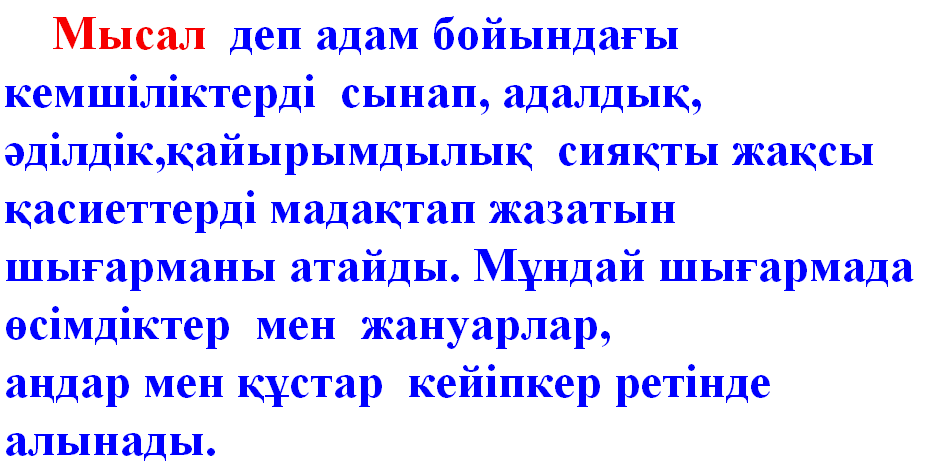 Мысал деп адам бойындағы
кемшіліктерді сынап, адалдық,
әділдік,қайырымдылық сияқты жақсы
қасиеттерді мадақтап жазатын
шығарманы атайды. Мұндай шығармада
өсімдіктер мен жануарлар,
аңдар мен құстар кейіпкер ретінде
алынады.